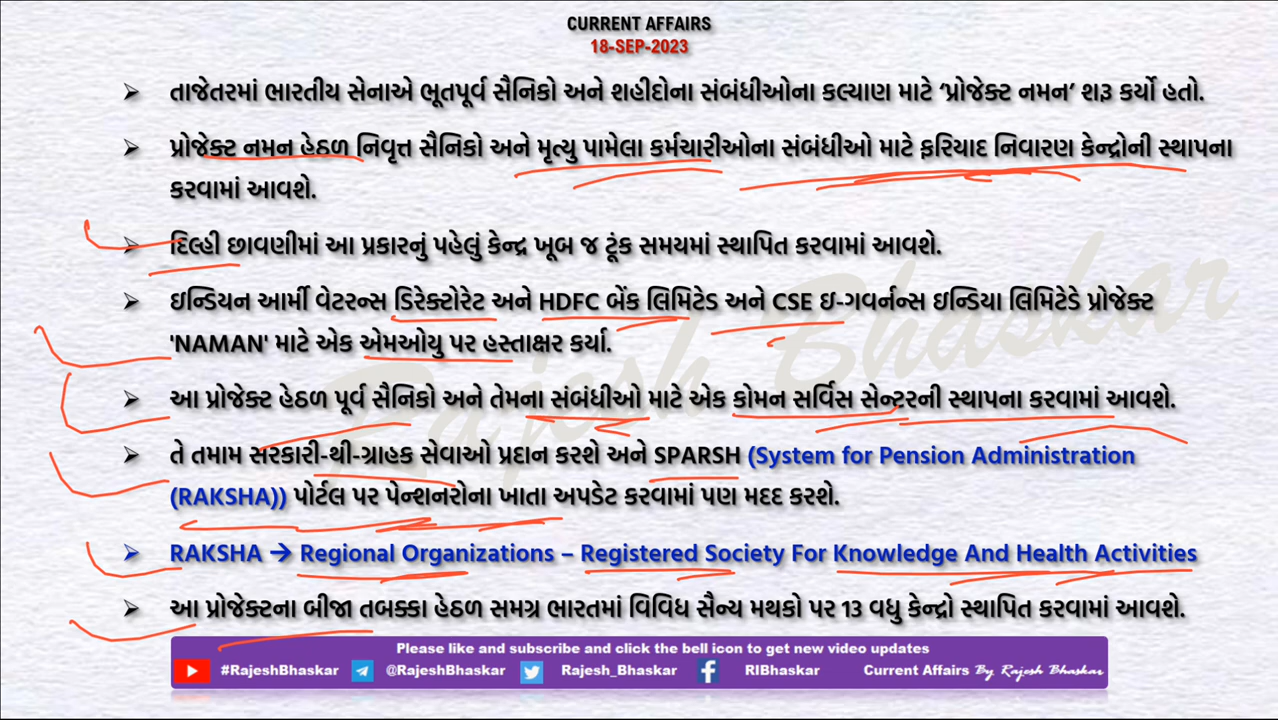 CURRENT AFFAIRS
18-SEP-2023
➢ તાજેતરમાં ભારતીય સેનાએ ભૂતપૂર્વ સૈનિકો અને શહીદોના સંબંધીઓના કલ્યાણ માટે ‘પ્રોજેક્ટ નમન’ શરૂ કર્યો હતો.
➢ પ્રોજેક્ટ નમન હેઠળ નિવૃત્ત સૈનિકો અને મૃત્યુ પામેલા કર્મચારીઓના સંબંધીઓ માટે ફરિયાદ નિવારણ કેન્દ્રોની સ્થાપના
કરવામાં આવશે.
➢ દિલ્હી છાવણીમાં આ પ્રકારનું પહેલું કેન્દ્ર ખૂબ જ ટૂંક સમયમાં સ્થાપિત કરવામાં આવશે.
➢ ઇન્ડિયન આર્મી વેટરન્સ ડિરેક્ટોરેટ અને HDFC બેંક લિમિટેડ અને CSE ઇ-ગવર્નન્સ ઇન્ડિયા લિમિટેડે પ્રોજેક્ટ
'NAMAN' માટે એક એમઓયુ પર હસ્તાક્ષર કર્યા.
➢ આ પ્રોજેક્ટ હેઠળ પૂર્વ સૈનિકો અને તેમના સંબંધીઓ માટે એક કોમન સર્વિસ સેન્ટરની સ્થાપના કરવામાં આવશે.
➢ તે તમામ સરકારી-થી-ગ્રાહક સેવાઓ પ્રદાન કરશે અને SPARSH (System for Pension Administration
(RAKSHA)) પોર્ટલ પર પેન્શનરોના ખાતા અપડેટ કરવામાં પણ મદદ કરશે.
➢ RAKSHA → Regional Organizations – Registered Society For Knowledge And Health Activities
➢ આ પ્રોજેક્ટના બીજા તબક્કા હેઠળ સમગ્ર ભારતમાં વિવિધ સૈન્ય મથકો પર 13 વધુ કેન્દ્રો સ્થાપિત કરવામાં આવશે.
Rajesh Bhaskar
Please like and subscribe and click the bell icon to get new video updates
#RajeshBhaskar @RajeshBhaskar Rajesh_Bhaskar RIBhaskar Current Affairs By Rajesh Bhaskar